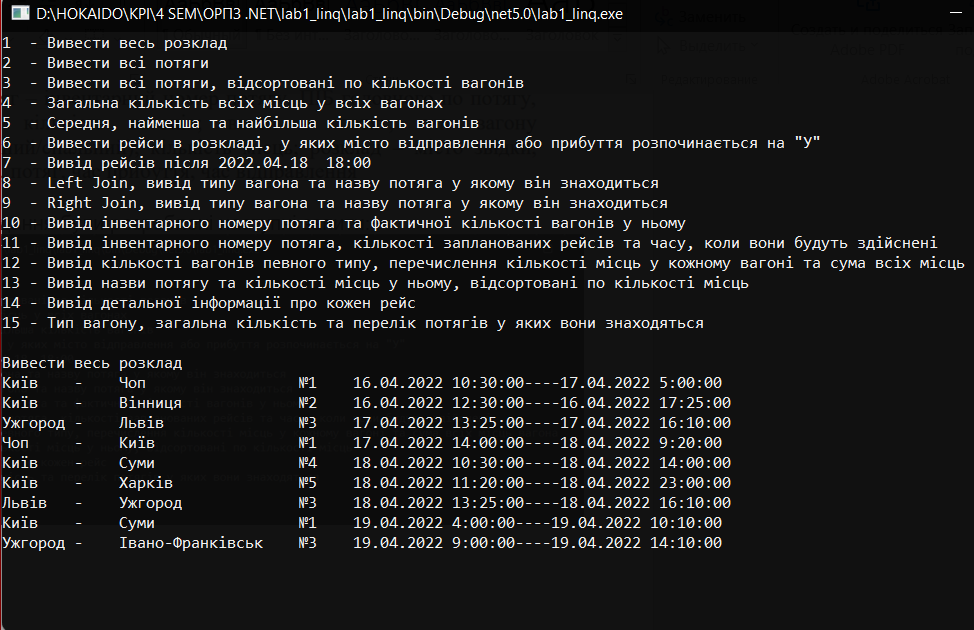 D:\HOKAIDO\KPI\4 SEM\ОРПЗ .NET\lab1_linq\lab1_linq\bin\Debug\net5.0\lab1_linq.exe
1 - Вивести весь розклад
2 - Вивести всі потяги
3 - Вивести всі потяги, відсортовані по кількості вагонів
4 - Загальна кількість всіх місць у всіх вагонах
5 - Середня, найменша та найбільша кількість вагонів
6 - Вивести рейси в розкладі, у яких місто відправлення або прибуття розпочинається на "У"
7 - Вивід рейсів після 2022.04.18  18:00
8 - Left Join, вивід типу вагона та назву потяга у якому він знаходиться
9 - Right Join, вивід типу вагона та назву потяга у якому він знаходиться
10 - Вивід інвентарного номеру потяга та фактичної кількості вагонів у ньому
11 - Вивід інвентарного номеру потяга, кількості запланованих рейсів та часу, коли вони будуть здійснені
12 - Вивід кількості вагонів певного типу, перечислення кількості місць у кожному вагоні та сума всіх місць
13 - Вивід назви потягу та кількості місць у ньому, відсортовані по кількості місць
14 - Вивід детальної інформації про кожен рейс
15 - Тип вагону, загальна кількість та перелік потягів у яких вони знаходяться
Вивести весь розклад
Київ - Чоп №1 16.04.2022 10:30:00----17.04.2022 5:00:00
Київ - Вінниця №2 16.04.2022 12:30:00----16.04.2022 17:25:00
Ужгород - Львів №3 17.04.2022 13:25:00----17.04.2022 16:10:00
Чоп - Київ №1 17.04.2022 14:00:00----18.04.2022 9:20:00
Київ - Суми №4 18.04.2022 10:30:00----18.04.2022 14:00:00
Київ - Харків №5 18.04.2022 11:20:00----18.04.2022 23:00:00
Львів - Ужгород №3 18.04.2022 13:25:00----18.04.2022 16:10:00
Київ - Суми №1 19.04.2022 4:00:00----19.04.2022 10:10:00
Ужгород - Івано-Франківськ №3 19.04.2022 9:00:00----19.04.2022 14:10:00